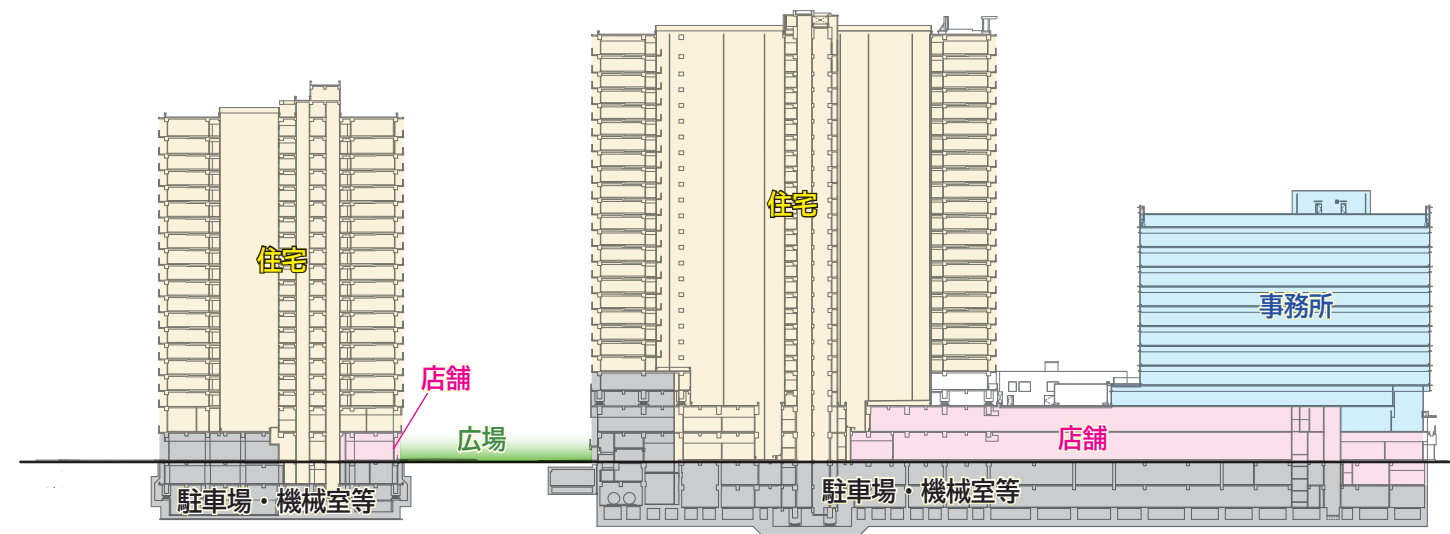 住宅
店舗
広場
駐車場・機械室等
住宅
事務所
店舗
駐車場・機械室等